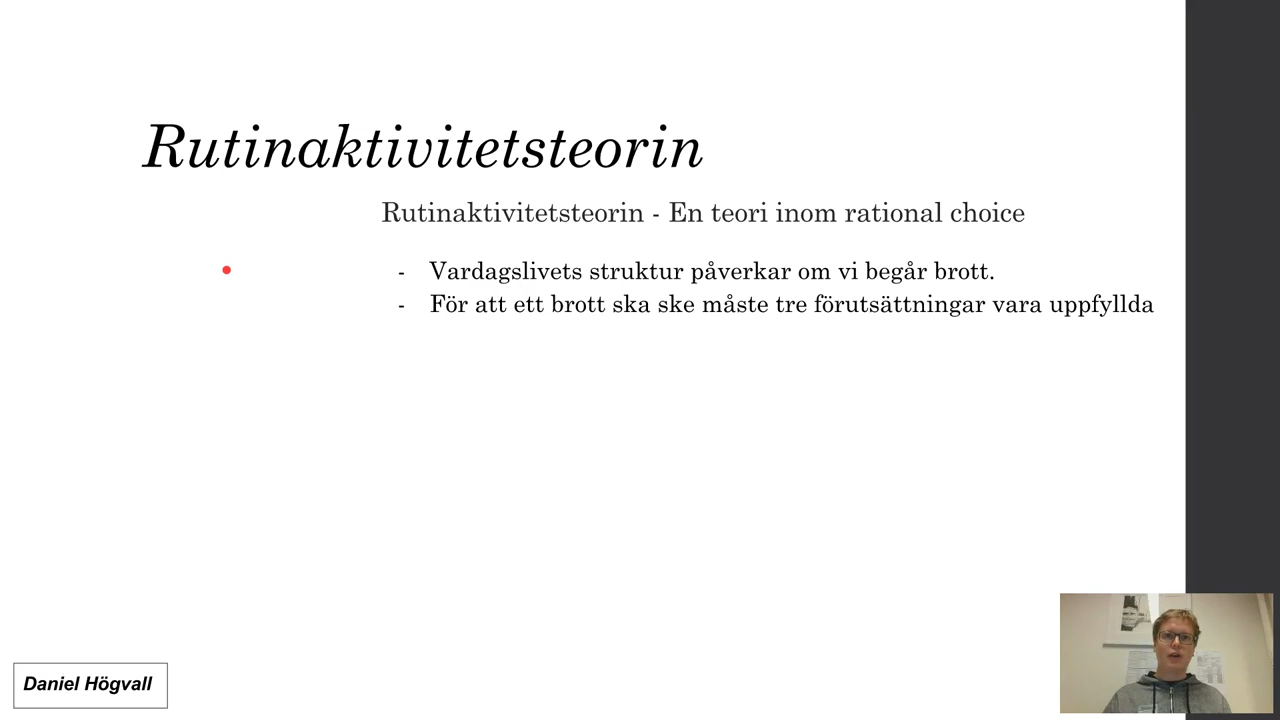 Rutinaktivitetsteorin
Rutinaktivitetsteorin - En teori inom rational choice
- Vardagslivets struktur påverkar om vi begår brott.
- För att ett brott ska ske måste tre förutsättningar vara uppfyllda
Daniel Högvall